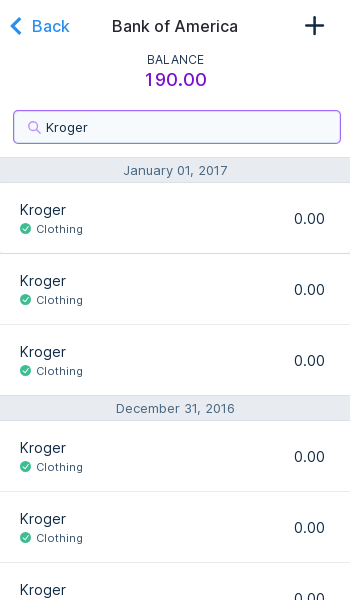 Back
Bank of America
BALANCE
190.00
Kroger
January 01, 2017
Kroger
0.00
Clothing
Kroger
0.00
Clothing
Kroger
0.00
Clothing
December 31, 2016
Kroger
0.00
Clothing
Kroger
0.00
Clothing
Kroger
0.00